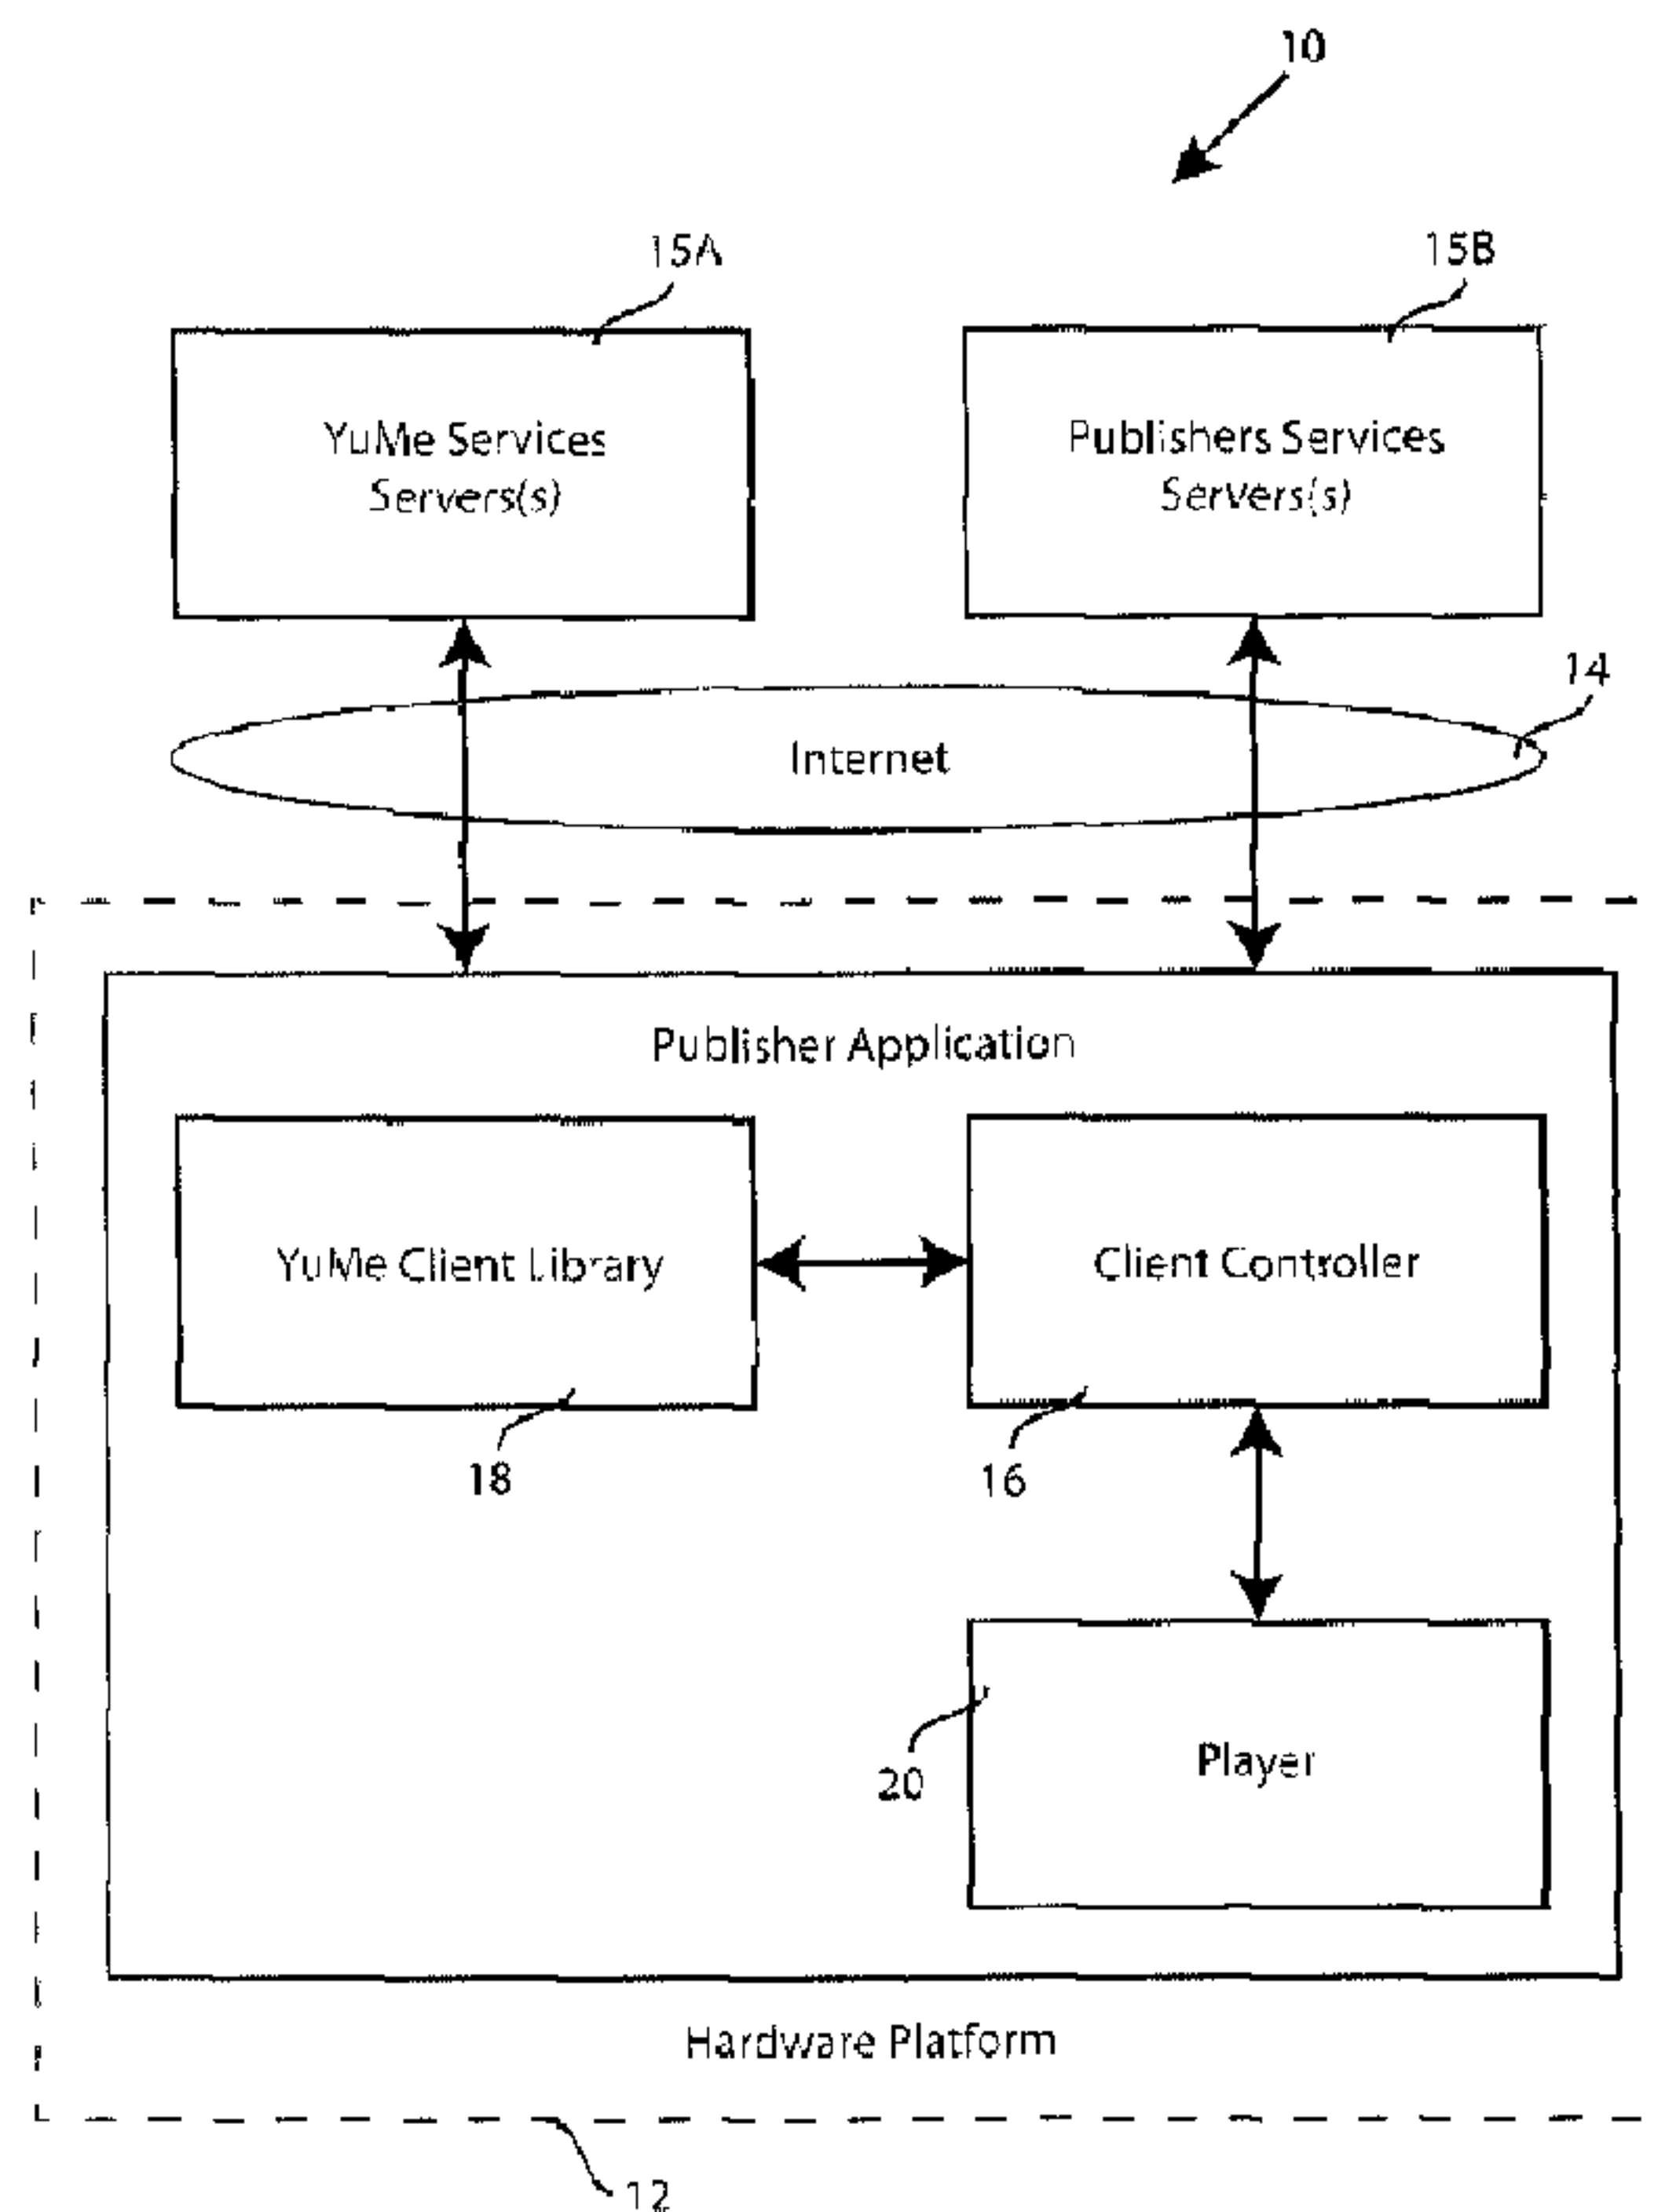 10
15A
15B
YuMe Services
Servers(s)
Publishers Services
Servers(s)
14
Internet
Publisher Application
YuMe Client Library
Client Controller
18
16
20
Player
Hardware Platform
12